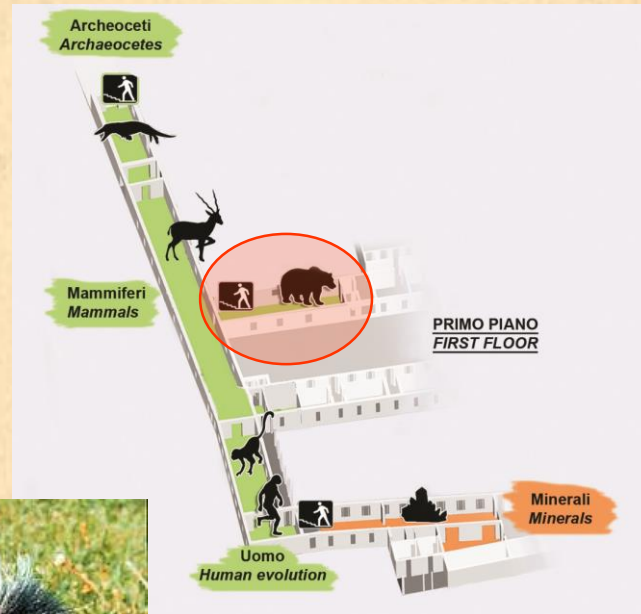 Archeoceti
Archaeocetes
Mammiferi
Mammals
PRIMO PIANO
FIRST FLOOR
Minerali
Minerals
Uomo
Human evolution